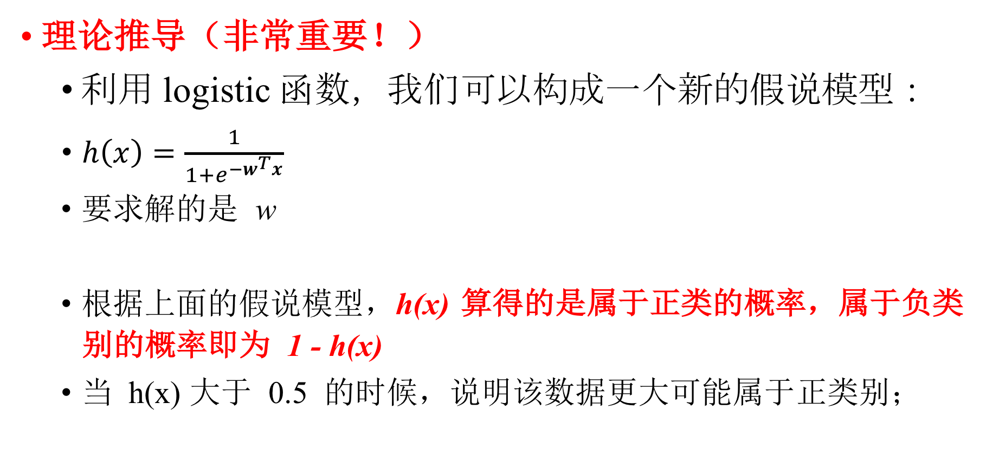 • 理论推导（非常重要！）
• 利用 logistic 函数，我们可以构成一个新的假说模型：
• h(x) = \frac{1}{1+e^{-w^T x}}
• 要求解的是 w
• 根据上面的假说模型，h(x) 算得的是属于正类的概率，属于负类
别的概率即为 1 - h(x)
• 当 h(x) 大于 0.5 的时候，说明该数据更大可能属于正类别；